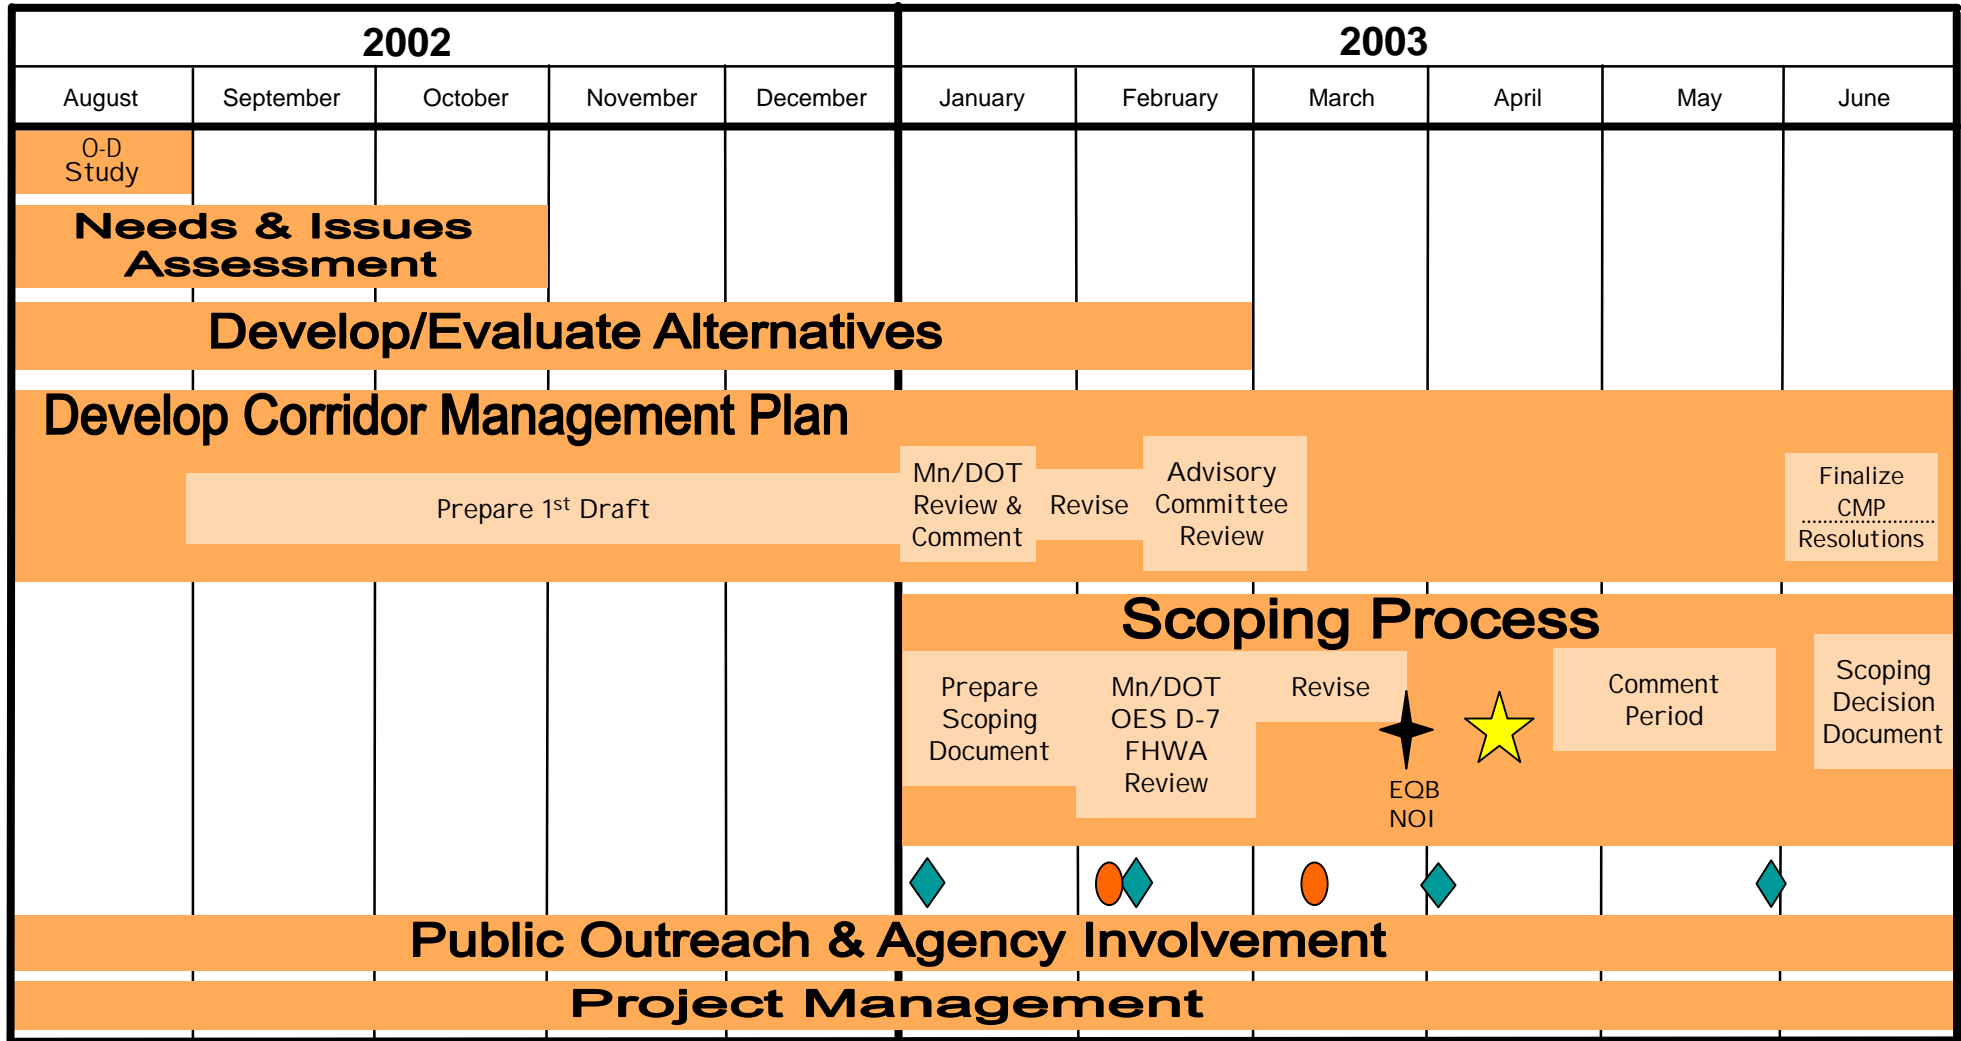 2002
2003
August
September
October
November
December
January
February
March
April
May
June
O-D
Study
Needs & Issues
Assessment
Develop/Evaluate Alternatives
Develop Corridor Management Plan
Prepare 1st Draft
Mn/DOT
Review &
Comment
Revise
Advisory
Committee
Review
Finalize
CMP
Resolutions
Scoping Process
Prepare
Scoping
Document
Mn/DOT
OES D-7
FHWA
Review
Revise
EQB
NOI
Comment
Period
Scoping
Decision
Document
Public Outreach & Agency Involvement
Project Management